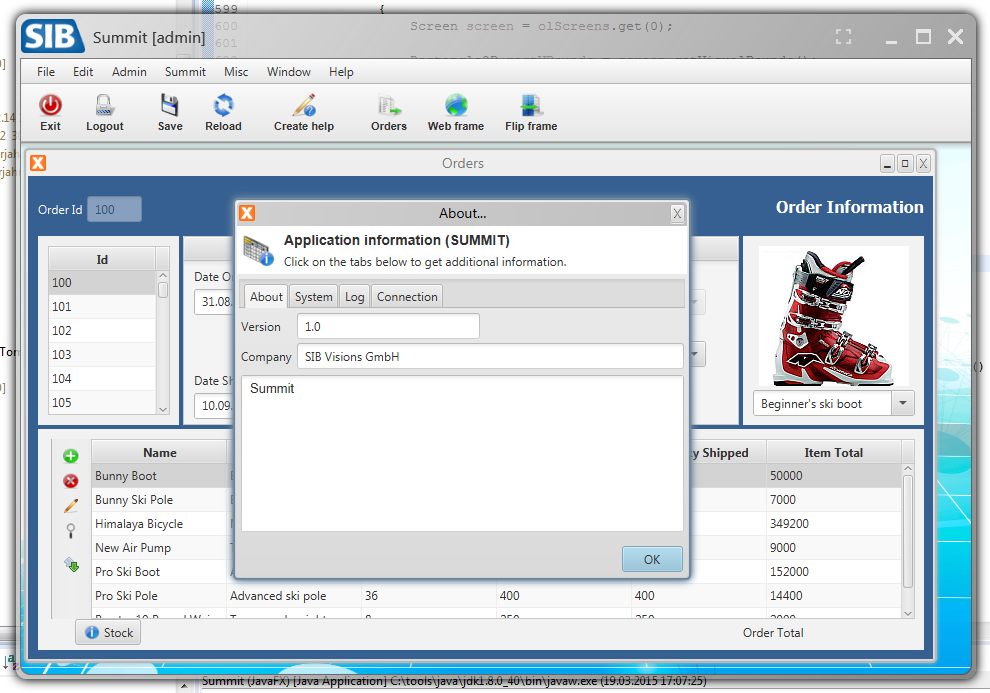 599 {
600 Screen screen = olScreens.get(0);
601
SIB Summit [admin]
File Edit Admin Summit Misc Window Help
Exit Logout Save Reload Create help Orders Web frame Flip frame
Orders
Order Id 100
Order Information
About...
Application information (SUMMIT)
Click on the tabs below to get additional information.
About System Log Connection
Version 1.0
Company SIB Visions GmbH
Summit
OK
Id
100
101
102
103
104
105
Date O
31.08.
Date Sh
10.09.
Beginner's ski boot
Name y Shipped Item Total
Bunny Boot 50000
Bunny Ski Pole 7000
Himalaya Bicycle 349200
New Air Pump 9000
Pro Ski Boot 152000
Pro Ski Pole Advanced ski pole 36 400 400 14400
Stock
Order Total
Summit (JavaFX) [Java Application] C:\tools\java\jdk1.8.0_40\bin\javaw.exe (19.03.2015 17:07:25)